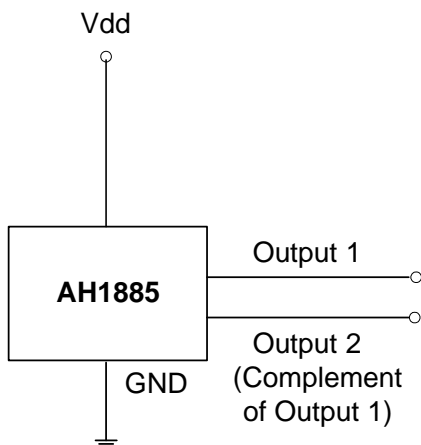 Vdd
AH1885
Output 1
Output 2
(Complement
of Output 1)
GND